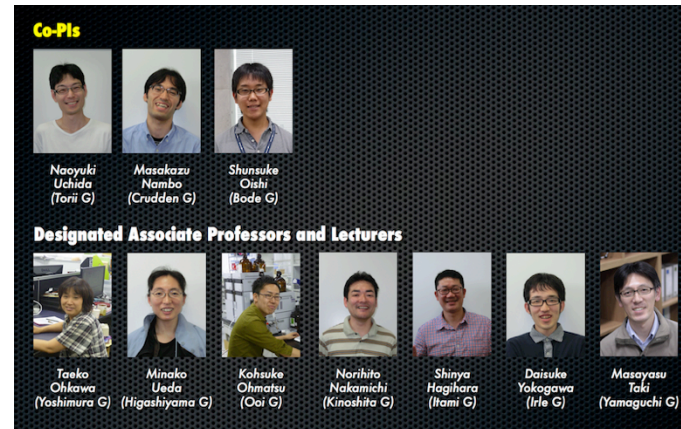 Co-PIs
Naoyuki Masakazu Shunsuke
Uchida Nambo Oishi
(Torii G) (Crudden G) (Bode G)
Designated Associate Professors and Lecturers
Taeko Minako Kohsuke Norihito Shinya Daisuke Masayasu
Ohkawa Ueda Ohmatsu Nakamichi Hagihara Yokogawa Taki
(Yoshimura G) (Higashiyama G) (Ooi G) (Kinoshita G) (Itami G) (Irle G) (Yamaguchi G)